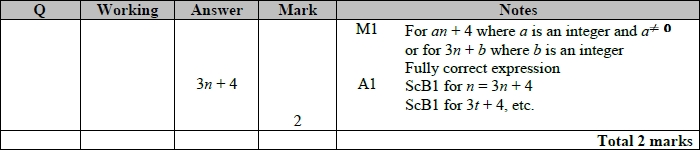 Q Working Answer Mark Notes
M1 For an + 4 where a is an integer and a≠ 0
or for 3n + b where b is an integer
Fully correct expression
3n + 4 A1 ScB1 for n = 3n + 4
ScB1 for 3t + 4, etc.
2
Total 2 marks